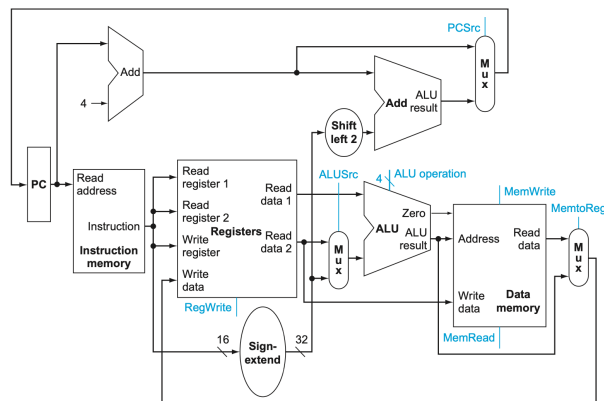 PCSrc
Add
4
M
u
x
ALU
Add
result
Shift
left 2
PC
Read
address
Instruction
Instruction
memory
Read
register 1
Read
register 2
Write
register
Write
data
Registers
Read
data 1
Read
data 2
RegWrite
ALUSrc
M
u
x
4
ALU operation
Zero
ALU
ALU
result
MemWrite
Address
Read
data
Write
data
Data
memory
MemRead
MemtoReg
M
u
x
16
Sign-
extend
32